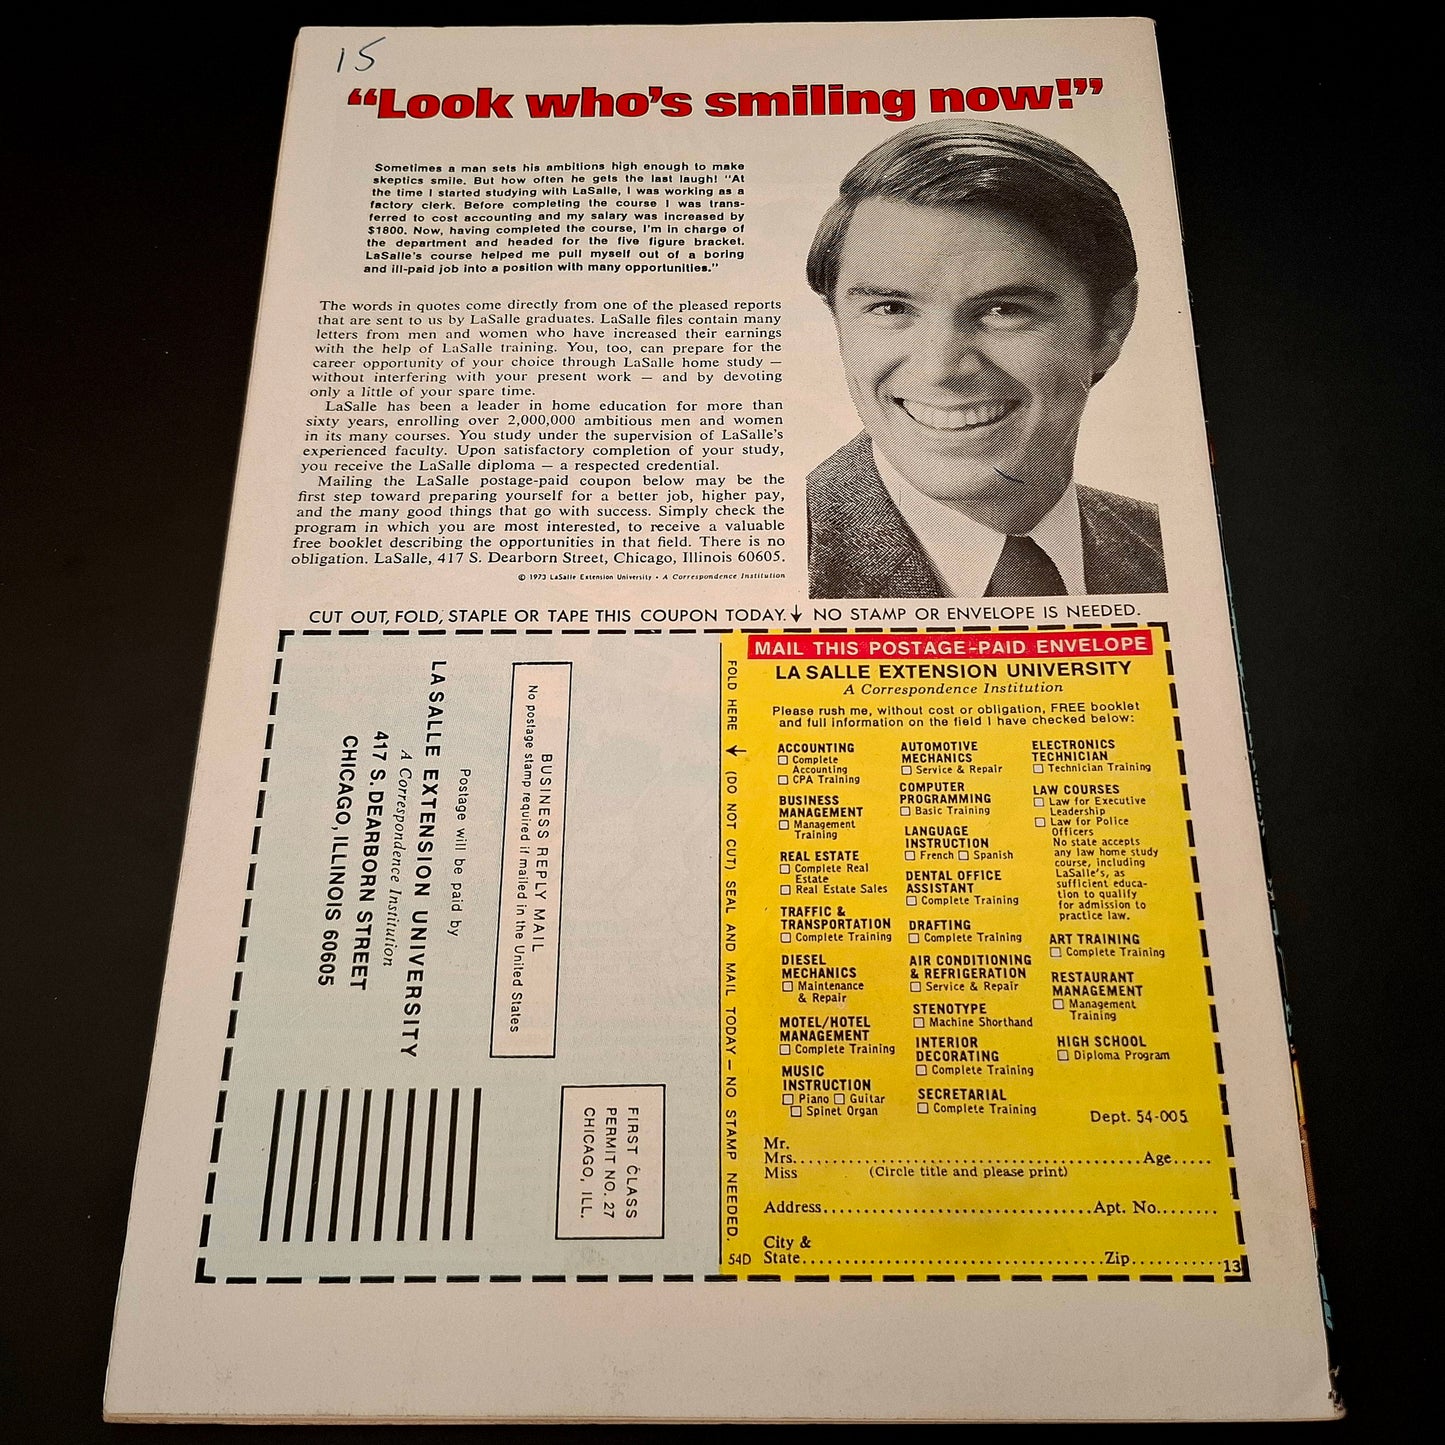 15
“Look who’s smiling now!”
Sometimes a man sets his ambitions high enough to make
skeptics smile. But how often he gets the last laugh! "At
the time I started studying with LaSalle, I was working as a
factory clerk. Before completing the course I was trans-
ferred to cost accounting and my salary was increased by
$1800. Now, having completed the course, I'm in charge of
the department and headed for the five figure bracket.
LaSalle's course helped me pull myself out of a boring
and ill-paid job into a position with many opportunities."
The words in quotes come directly from one of the pleased reports
that are sent to us by LaSalle graduates. LaSalle files contain many
letters from men and women who have increased their earnings
with the help of LaSalle training. You, too, can prepare for the
career opportunity of your choice through LaSalle home study —
without interfering with your present work — and by devoting
only a little of your spare time.
LaSalle has been a leader in home education for more than
sixty years, enrolling over 2,000,000 ambitious men and women
in its many courses. You study under the supervision of LaSalle's
experienced faculty. Upon satisfactory completion of your study,
you receive the LaSalle diploma — a respected credential.
Mailing the LaSalle postage-paid coupon below may be the
first step toward preparing yourself for a better job, higher pay,
and the many good things that go with success. Simply check the
program in which you are most interested, to receive a valuable
free booklet describing the opportunities in that field. There is no
obligation. LaSalle, 417 S. Dearborn Street, Chicago, Illinois 60605.
© 1973 LaSalle Extension University • A Correspondence Institution
CUT OUT, FOLD, STAPLE OR TAPE THIS COUPON TODAY. ↓ NO STAMP OR ENVELOPE IS NEEDED.
BUSINESS REPLY MAIL
No postage stamp required if mailed in the United States
Postage will be paid by
LA SALLE EXTENSION UNIVERSITY
A Correspondence Institution
417 S. DEARBORN STREET
CHICAGO, ILLINOIS 60605
FIRST CLASS
PERMIT NO. 27
CHICAGO, ILL.
FOLD HERE ↓ (DO NOT CUT) SEAL AND MAIL TODAY — NO STAMP NEEDED.
54D
MAIL THIS POSTAGE-PAID ENVELOPE
LA SALLE EXTENSION UNIVERSITY
A Correspondence Institution
Please rush me, without cost or obligation, FREE booklet
and full information on the field I have checked below:
ACCOUNTING
☐ Complete
Accounting
☐ CPA Training
BUSINESS
MANAGEMENT
☐ Management
Training
REAL ESTATE
☐ Complete Real
Estate
☐ Real Estate Sales
TRAFFIC &
TRANSPORTATION
☐ Complete Training
DIESEL
MECHANICS
☐ Maintenance
& Repair
MOTEL/HOTEL
MANAGEMENT
☐ Complete Training
MUSIC
INSTRUCTION
☐ Piano ☐ Guitar
☐ Spinet Organ
AUTOMOTIVE
MECHANICS
☐ Service & Repair
COMPUTER
PROGRAMMING
☐ Basic Training
LANGUAGE
INSTRUCTION
☐ French ☐ Spanish
DENTAL OFFICE
ASSISTANT
☐ Complete Training
DRAFTING
☐ Complete Training
AIR CONDITIONING
& REFRIGERATION
☐ Service & Repair
STENOTYPE
☐ Machine Shorthand
INTERIOR
DECORATING
☐ Complete Training
SECRETARIAL
☐ Complete Training
ELECTRONICS
TECHNICIAN
☐ Technician Training
LAW COURSES
☐ Law for Executive
Leadership
☐ Law for Police
Officers
No state accepts
any law home study
course, including
LaSalle's, as
sufficient educa-
tion to qualify
for admission to
practice law.
ART TRAINING
☐ Complete Training
RESTAURANT
MANAGEMENT
☐ Management
Training
HIGH SCHOOL
☐ Diploma Program
Dept. 54-005
Mr.
Mrs. Age
Miss (Circle title and please print)
Address Apt. No.
City &
State Zip
13